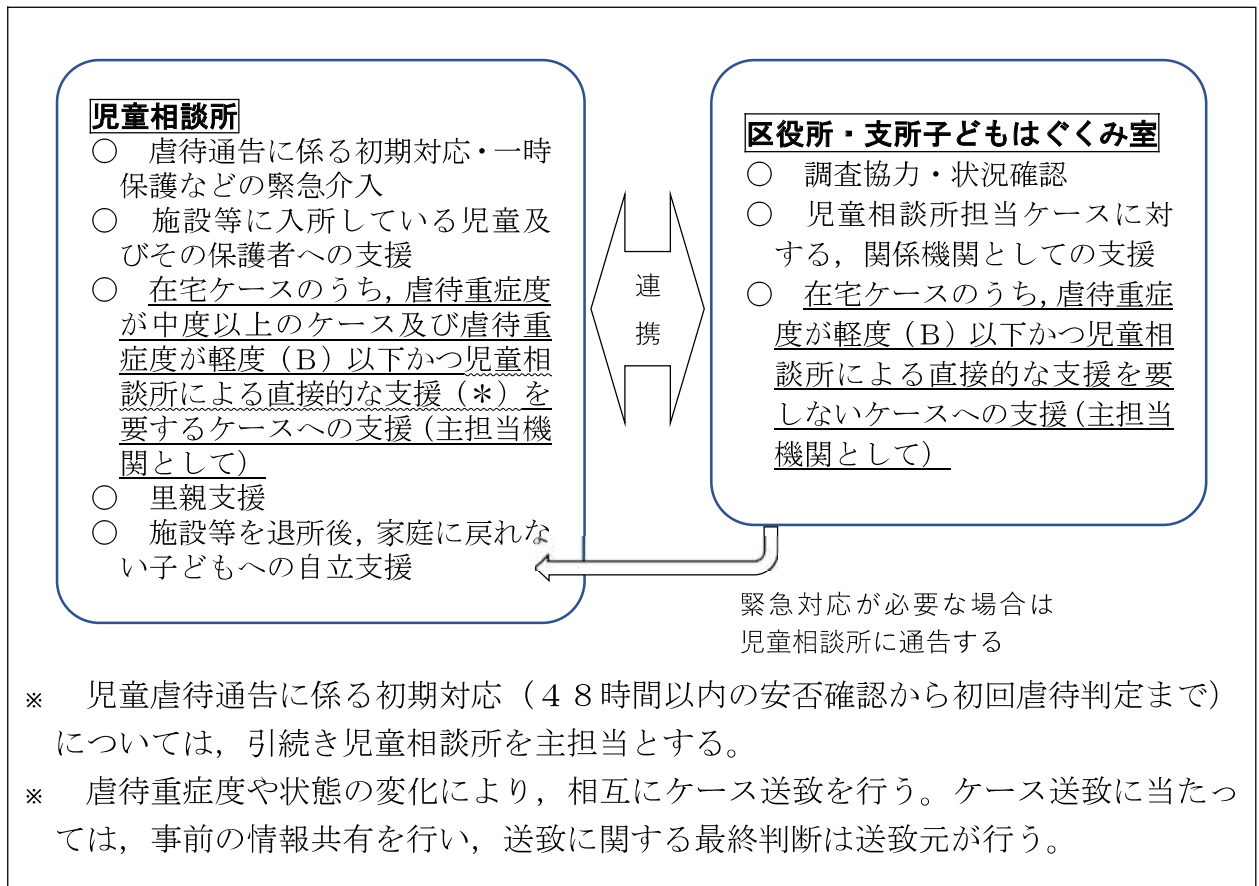 児童相談所
○　虐待通告に係る初期対応・一時
保護などの緊急介入
○　施設等に入所している児童及
びその保護者への支援
○　在宅ケースのうち，虐待重症度
が中度以上のケース及び虐待重
症度が軽度（Ｂ）以下かつ児童相
談所による直接的な支援（＊）を
要するケースへの支援（主担当機
関として）
○　里親支援
○　施設等を退所後，家庭に戻れな
い子どもへの自立支援
連
携
区役所・支所子どもはぐくみ室
○　調査協力・状況確認
○　児童相談所担当ケースに対
する，関係機関としての支援
○　在宅ケースのうち，虐待重症
度が軽度（Ｂ）以下かつ児童相
談所による直接的な支援を要
しないケースへの支援（主担当
機関として）
緊急対応が必要な場合は
児童相談所に通告する
※　児童虐待通告に係る初期対応（４８時間以内の安否確認から初回虐待判定まで）
については，引続き児童相談所を主担当とする。
※　虐待重症度や状態の変化により，相互にケース送致を行う。ケース送致に当たっ
ては，事前の情報共有を行い，送致に関する最終判断は送致元が行う。